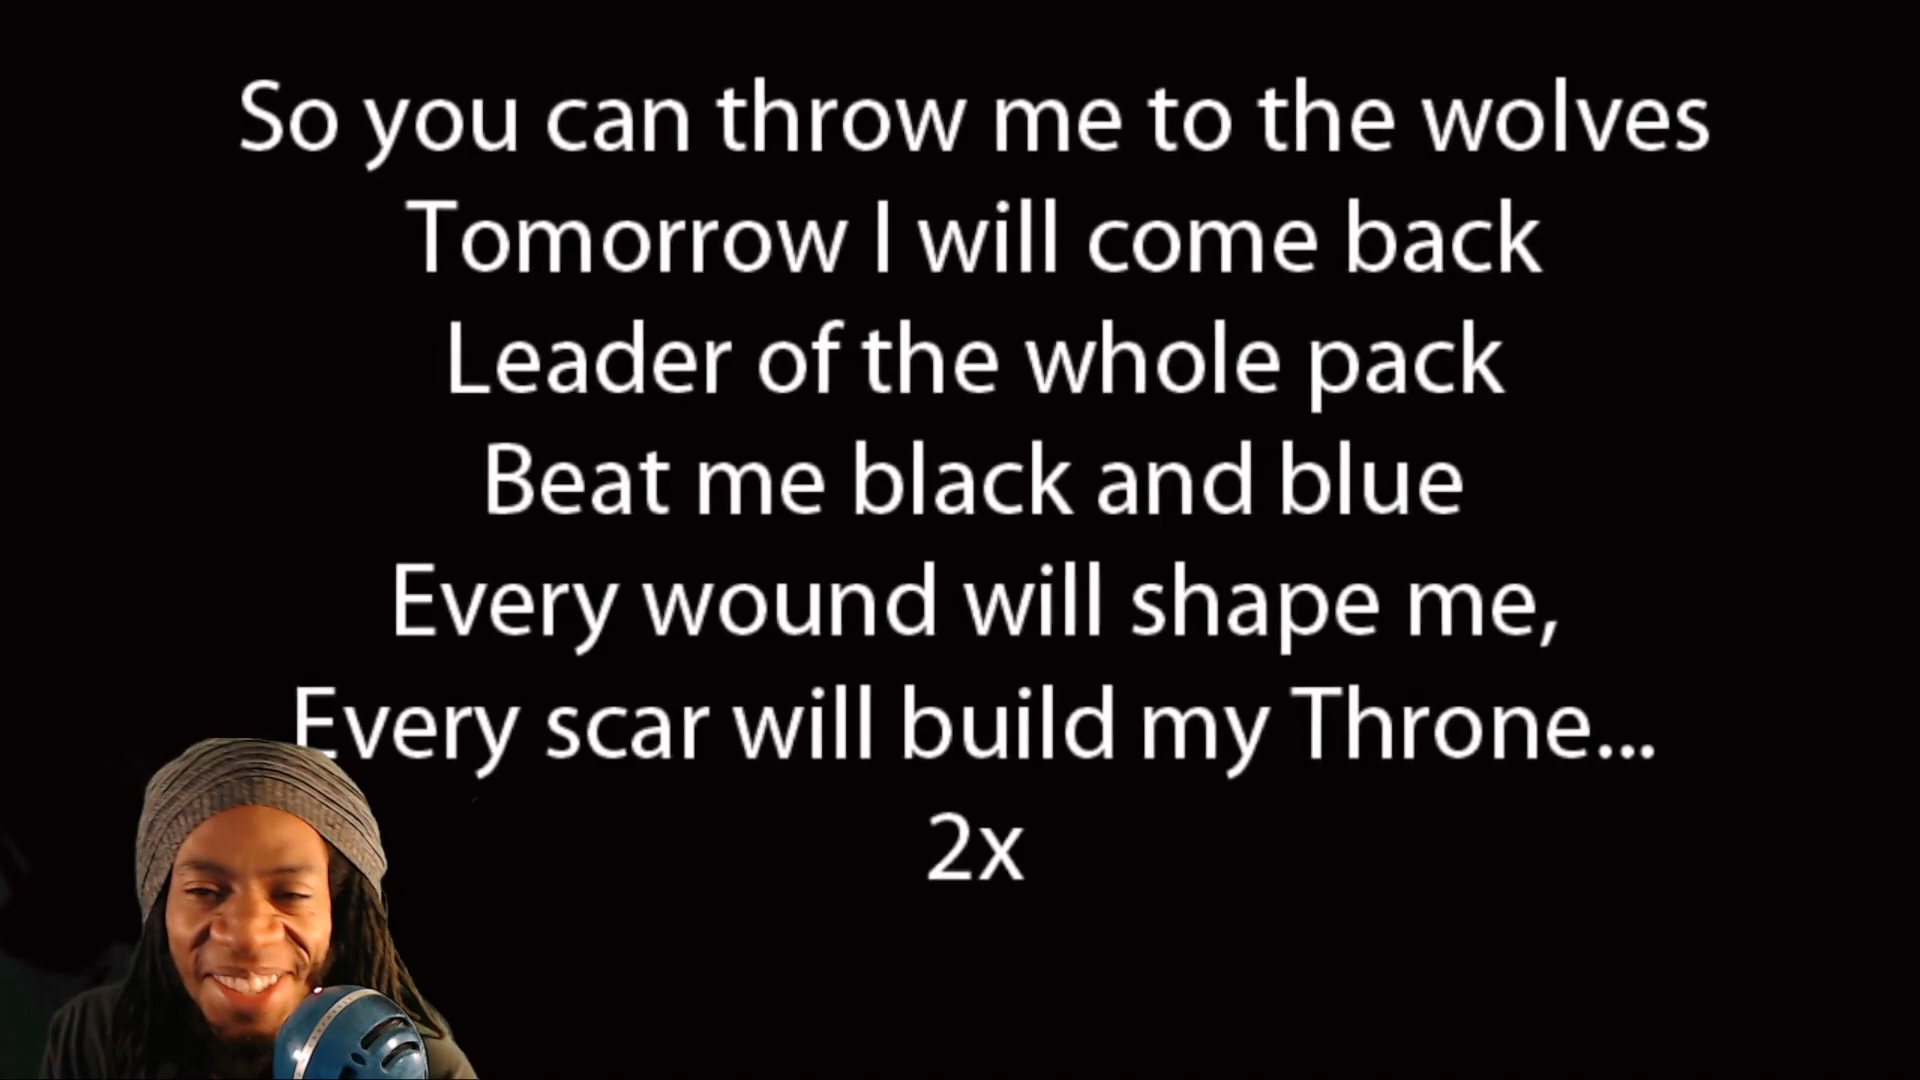 So you can throw me to the wolves
Tomorrow I will come back
Leader of the whole pack
Beat me black and blue
Every wound will shape me,
Every scar will build my Throne...
2x